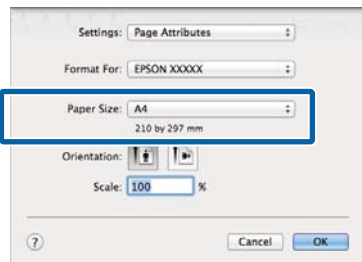 Settings: Page Attributes
Format For: EPSON XXXXX
Paper Size: A4
210 by 297 mm
Orientation:
Scale: 100 %
? Cancel OK